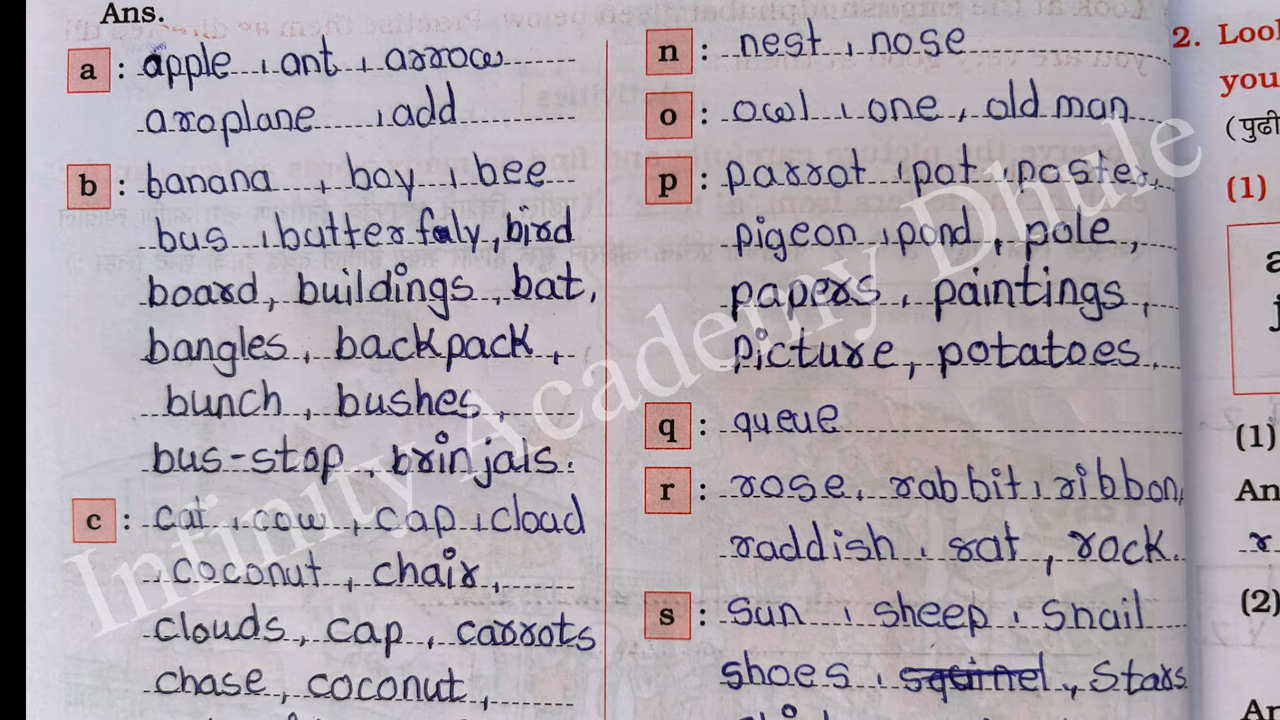 Ans.
a : apple , ant , arrow
aroplane , add
b : banana , boy , bee
bus , butterfaly , bird
board, buildings, bat,
bangles, backpack,
bunch, bushes,
bus-stop, brinjals.
c : cat , cow , cap , cloud
, coconut , chair,
clouds, cap, carrots
chase, coconut,
n : nest , nose
o : owl , one , old man
p : parrot , pot , poster,
pigeon , pond, pole,
papers, paintings,
picture, potatoes.
q : queue
r : rose, rabbit , ribbon,
raddish , rat , rock.
s : Sun , sheep , Snail
shoes , , Stars
2. Look
you
(1)
a
j
(1)
An
r
(2)
Infinity Academy Dhule